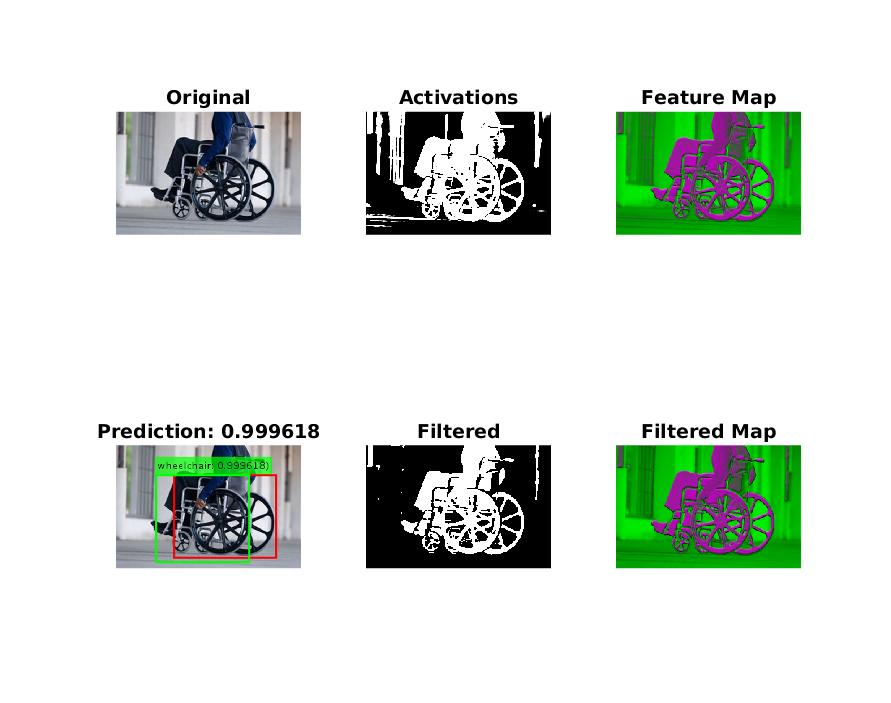 Original
Activations
Feature Map
Prediction: 0.999618
Filtered
Filtered Map
wheelchair: 0.999618)